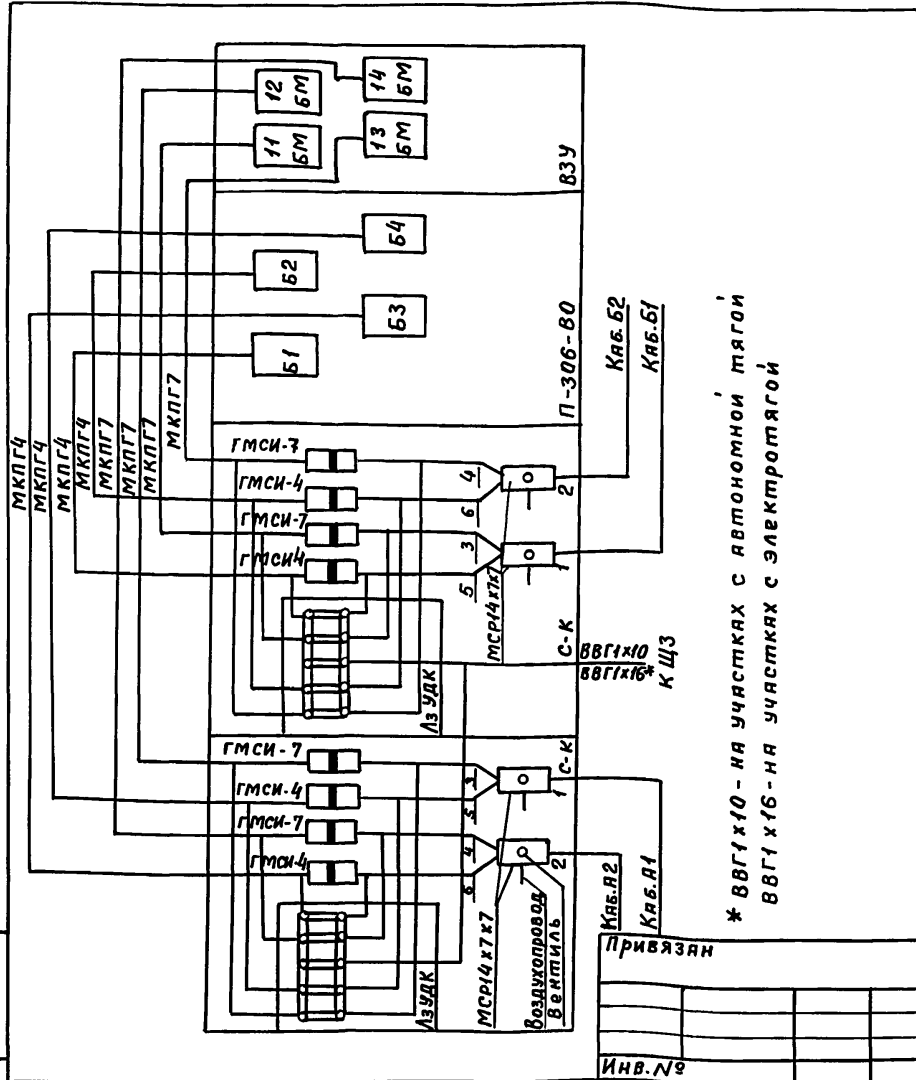 14
БМ
12
БМ
13
БМ
11
БМ
ВЗУ
Б4
Б2
Б3
Б1
П-306-ВО
МКПГ4
МКПГ4
МКПГ4
МКПГ4
МКПГ7
МКПГ7
МКПГ7
МКПГ7
Каб.Б2
Каб.Б1
ГМСИ-7
ГМСИ-4
ГМСИ-7
ГМСИ4
4
6
3
5
2
1
МСР14х7х7
С-К
Лз УДК
ВВГ1х10
ВВГ1х16*
К ЩЗ
ГМСИ-7
ГМСИ-4
ГМСИ-7
ГМСИ-4
3
5
4
6
1
2
С-К
ЛзУДК
МСР14х7х7
Воздухопровод
Вентиль
Каб.А2
Каб.А1
* ВВГ1х10 - на участках с автономной тягой
ВВГ1х16 - на участках с электротягой
Привязан
Инв.№